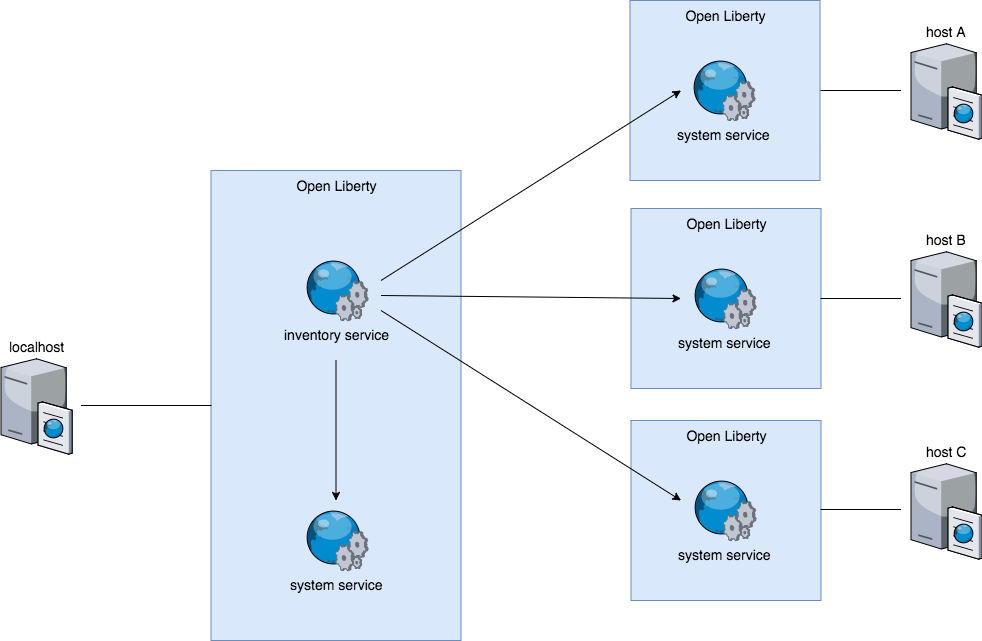 Open Liberty
system service
host A
Open Liberty
inventory service
system service
localhost
Open Liberty
system service
host B
Open Liberty
system service
host C